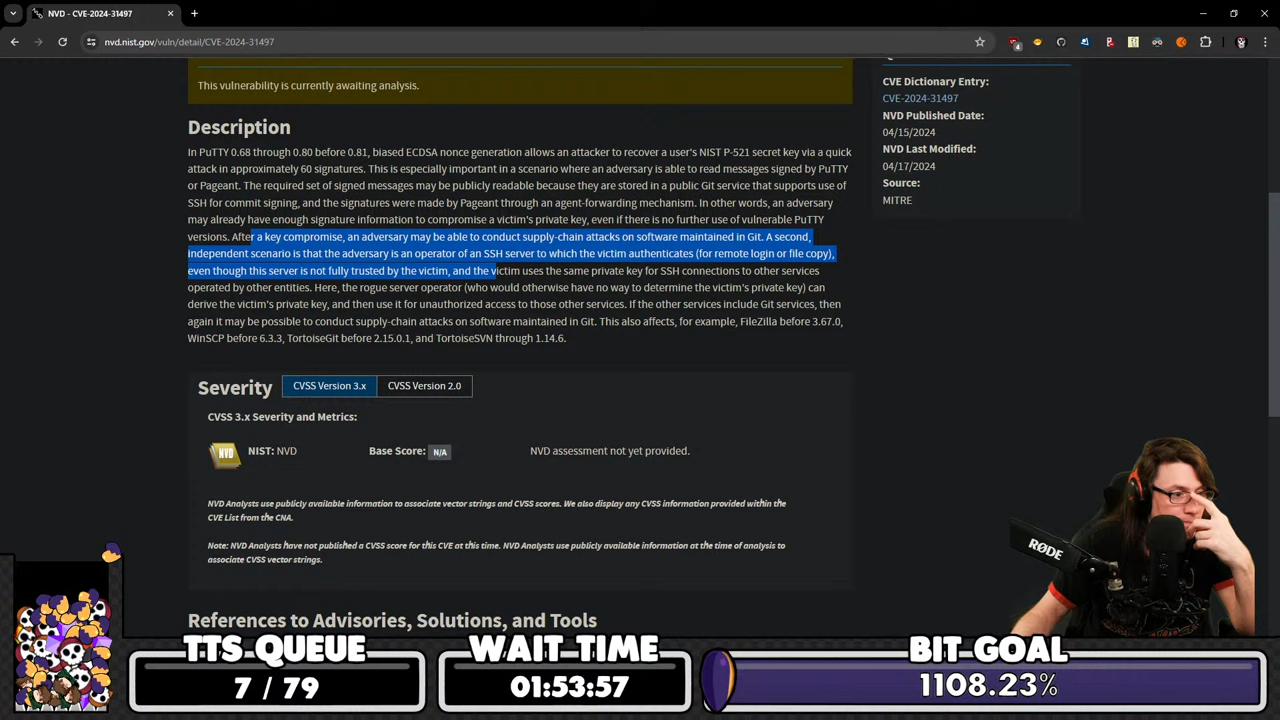 NVD - CVE-2024-31497
nvd.nist.gov/vuln/detail/CVE-2024-31497
4
This vulnerability is currently awaiting analysis.
CVE Dictionary Entry:
CVE-2024-31497
NVD Published Date:
04/15/2024
NVD Last Modified:
04/17/2024
Source:
MITRE
Description
In PuTTY 0.68 through 0.80 before 0.81, biased ECDSA nonce generation allows an attacker to recover a user's NIST P-521 secret key via a quick
attack in approximately 60 signatures. This is especially important in a scenario where an adversary is able to read messages signed by PuTTY
or Pageant. The required set of signed messages may be publicly readable because they are stored in a public Git service that supports use of
SSH for commit signing, and the signatures were made by Pageant through an agent-forwarding mechanism. In other words, an adversary
may already have enough signature information to compromise a victim's private key, even if there is no further use of vulnerable PuTTY
versions. After a key compromise, an adversary may be able to conduct supply-chain attacks on software maintained in Git. A second,
independent scenario is that the adversary is an operator of an SSH server to which the victim authenticates (for remote login or file copy),
even though this server is not fully trusted by the victim, and the victim uses the same private key for SSH connections to other services
operated by other entities. Here, the rogue server operator (who would otherwise have no way to determine the victim's private key) can
derive the victim's private key, and then use it for unauthorized access to those other services. If the other services include Git services, then
again it may be possible to conduct supply-chain attacks on software maintained in Git. This also affects, for example, FileZilla before 3.67.0,
WinSCP before 6.3.3, TortoiseGit before 2.15.0.1, and TortoiseSVN through 1.14.6.
Severity
CVSS Version 3.x
CVSS Version 2.0
CVSS 3.x Severity and Metrics:
NVD
NIST: NVD
Base Score: N/A
NVD assessment not yet provided.
NVD Analysts use publicly available information to associate vector strings and CVSS scores. We also display any CVSS information provided within the
CVE List from the CNA.
Note: NVD Analysts have not published a CVSS score for this CVE at this time. NVD Analysts use publicly available information at the time of analysis to
associate CVSS vector strings.
References to Advisories, Solutions, and Tools
RØDE
TTS QUEUE
7 / 79
WAIT TIME
01:53:57
BIT GOAL
1108.23%